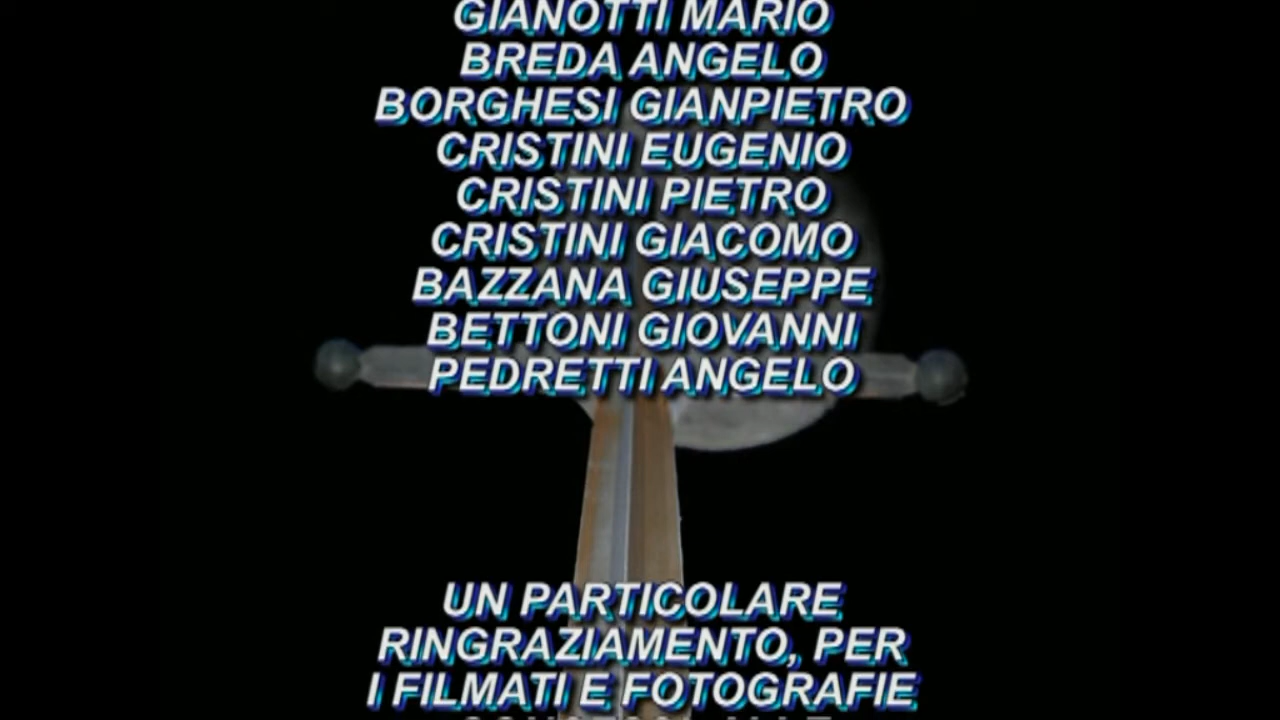 GIANOTTI MARIO
BREDA ANGELO
BORGHESI GIANPIETRO
CRISTINI EUGENIO
CRISTINI PIETRO
CRISTINI GIACOMO
BAZZANA GIUSEPPE
BETTONI GIOVANNI
PEDRETTI ANGELO
UN PARTICOLARE
RINGRAZIAMENTO, PER
I FILMATI E FOTOGRAFIE